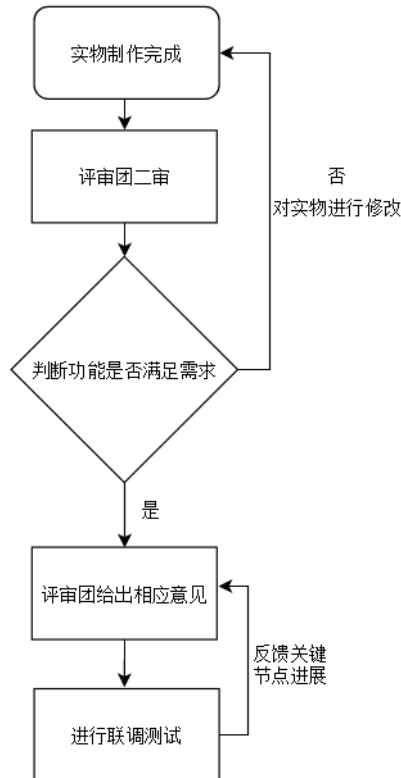 实物制作完成
评审团二审
否
对实物进行修改
判断功能是否满足需求
是
评审团给出相应意见
反馈关键
节点进展
进行联调测试